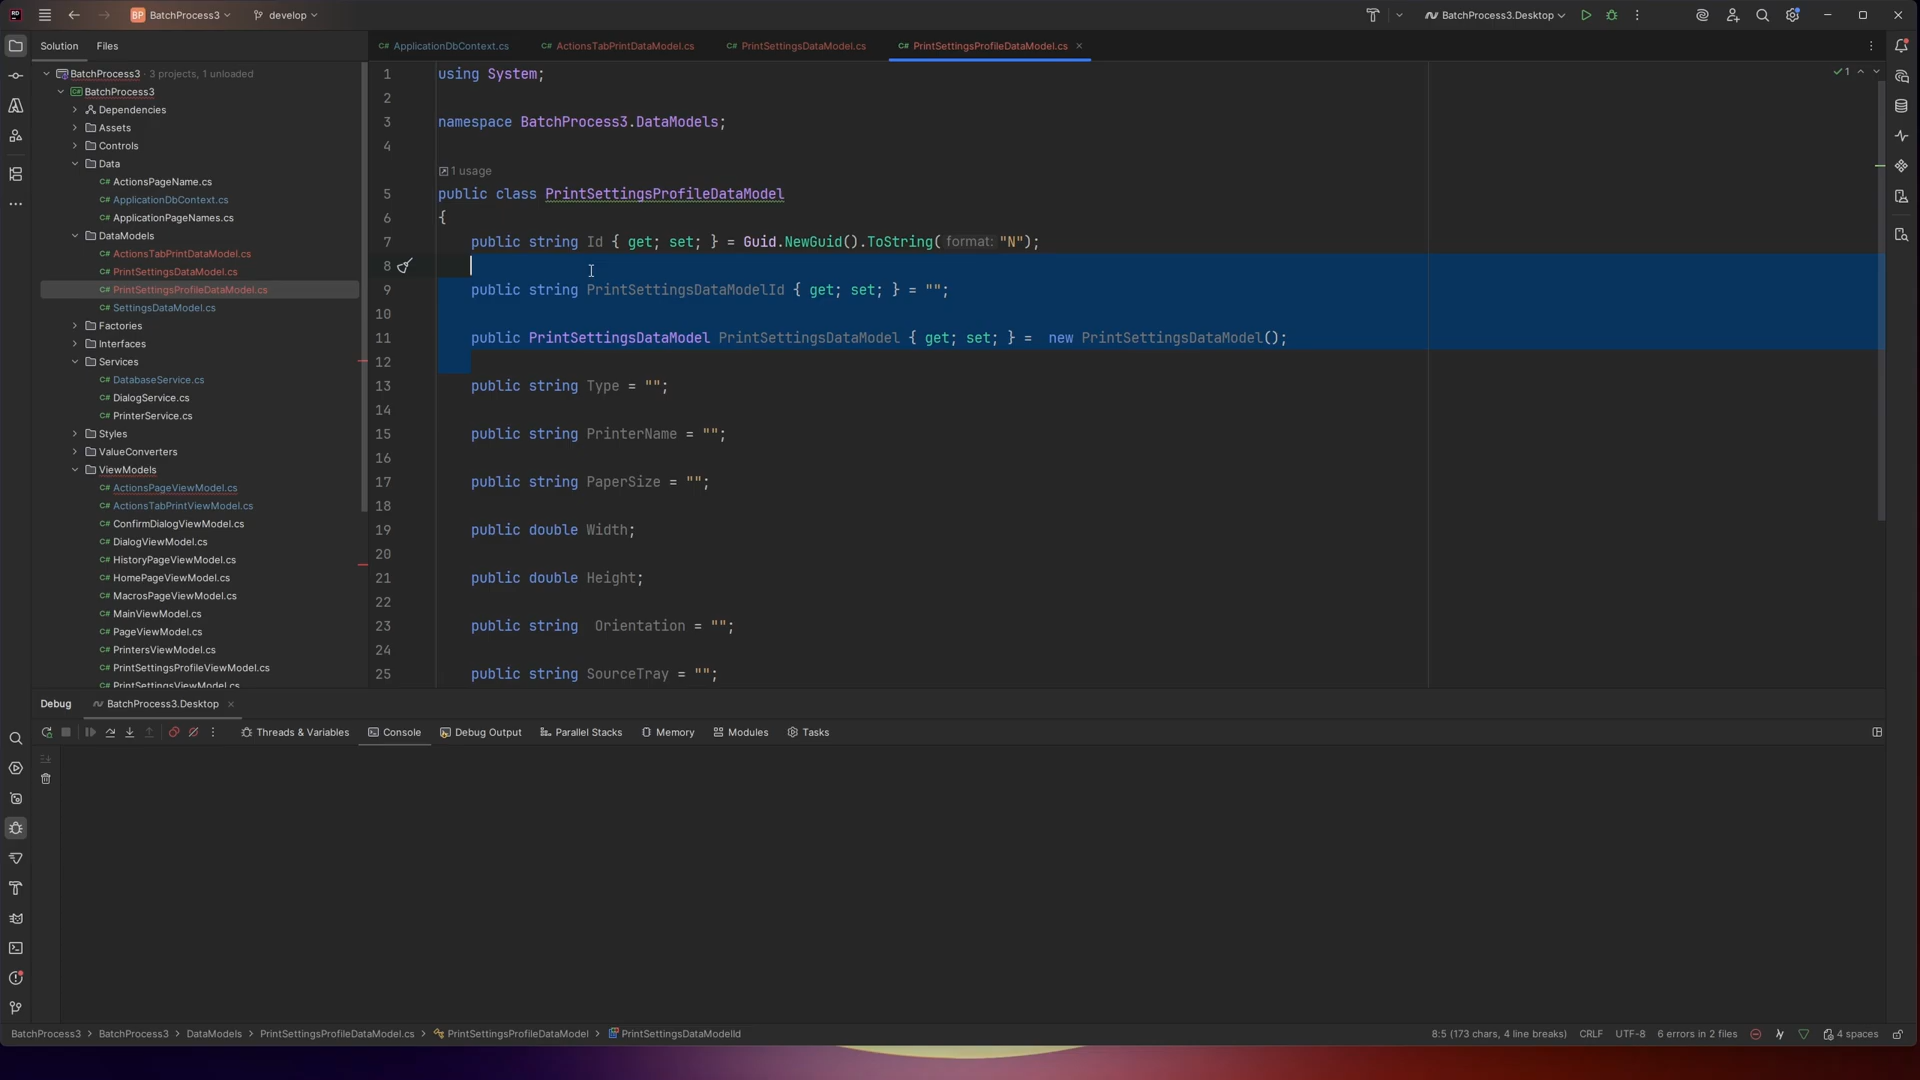 BP BatchProcess3
develop
BatchProcess3.Desktop
Solution
Files
ApplicationDbContext.cs
ActionsTabPrintDataModel.cs
PrintSettingsDataModel.cs
PrintSettingsProfileDataModel.cs
BatchProcess3 · 3 projects, 1 unloaded
BatchProcess3
Dependencies
Assets
Controls
Data
C# ActionsPageName.cs
C# ApplicationDbContext.cs
C# ApplicationPageNames.cs
DataModels
C# ActionsTabPrintDataModel.cs
C# PrintSettingsDataModel.cs
C# PrintSettingsProfileDataModel.cs
C# SettingsDataModel.cs
Factories
Interfaces
Services
C# DatabaseService.cs
C# DialogService.cs
C# PrinterService.cs
Styles
ValueConverters
ViewModels
C# ActionsPageViewModel.cs
C# ActionsTabPrintViewModel.cs
C# ConfirmDialogViewModel.cs
C# DialogViewModel.cs
C# HistoryPageViewModel.cs
C# HomePageViewModel.cs
C# MacrosPageViewModel.cs
C# MainViewModel.cs
C# PageViewModel.cs
C# PrintersViewModel.cs
C# PrintSettingsProfileViewModel.cs
C# PrintSettingsViewModel.cs
1 using System;
2
3 namespace BatchProcess3.DataModels;
4
1 usage
5 public class PrintSettingsProfileDataModel
6 {
7 public string Id { get; set; } = Guid.NewGuid().ToString( format: "N");
8
9 public string PrintSettingsDataModelId { get; set; } = "";
10
11 public PrintSettingsDataModel PrintSettingsDataModel { get; set; } =  new PrintSettingsDataModel();
12
13 public string Type = "";
14
15 public string PrinterName = "";
16
17 public string PaperSize = "";
18
19 public double Width;
20
21 public double Height;
22
23 public string  Orientation = "";
24
25 public string SourceTray = "";
1
Debug
BatchProcess3.Desktop
Threads & Variables
Console
Debug Output
Parallel Stacks
Memory
Modules
Tasks
BatchProcess3 > BatchProcess3 > DataModels > PrintSettingsProfileDataModel.cs > PrintSettingsProfileDataModel > PrintSettingsDataModelId
8:5 (173 chars, 4 line breaks)
CRLF
UTF-8
6 errors in 2 files
4 spaces